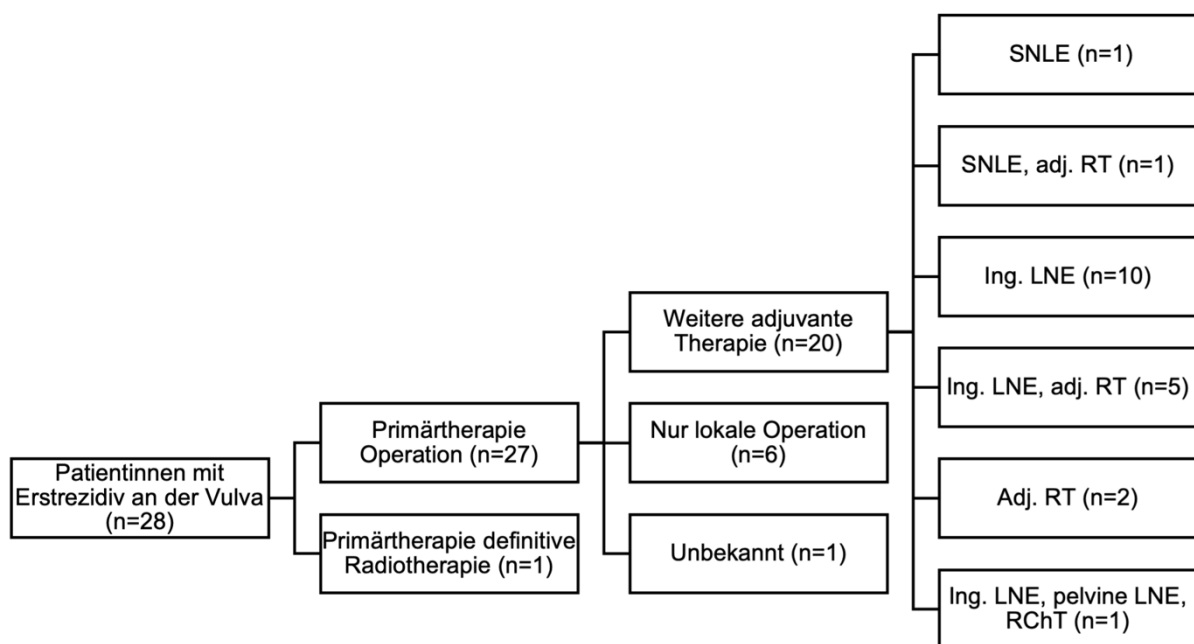 Patientinnen mit
Erstrezidiv an der Vulva
(n=28)
Primärtherapie
Operation (n=27)
Primärtherapie definitive
Radiotherapie (n=1)
Weitere adjuvante
Therapie (n=20)
Nur lokale Operation
(n=6)
Unbekannt (n=1)
SNLE (n=1)
SNLE, adj. RT (n=1)
Ing. LNE (n=10)
Ing. LNE, adj. RT (n=5)
Adj. RT (n=2)
Ing. LNE, pelvine LNE,
RChT (n=1)